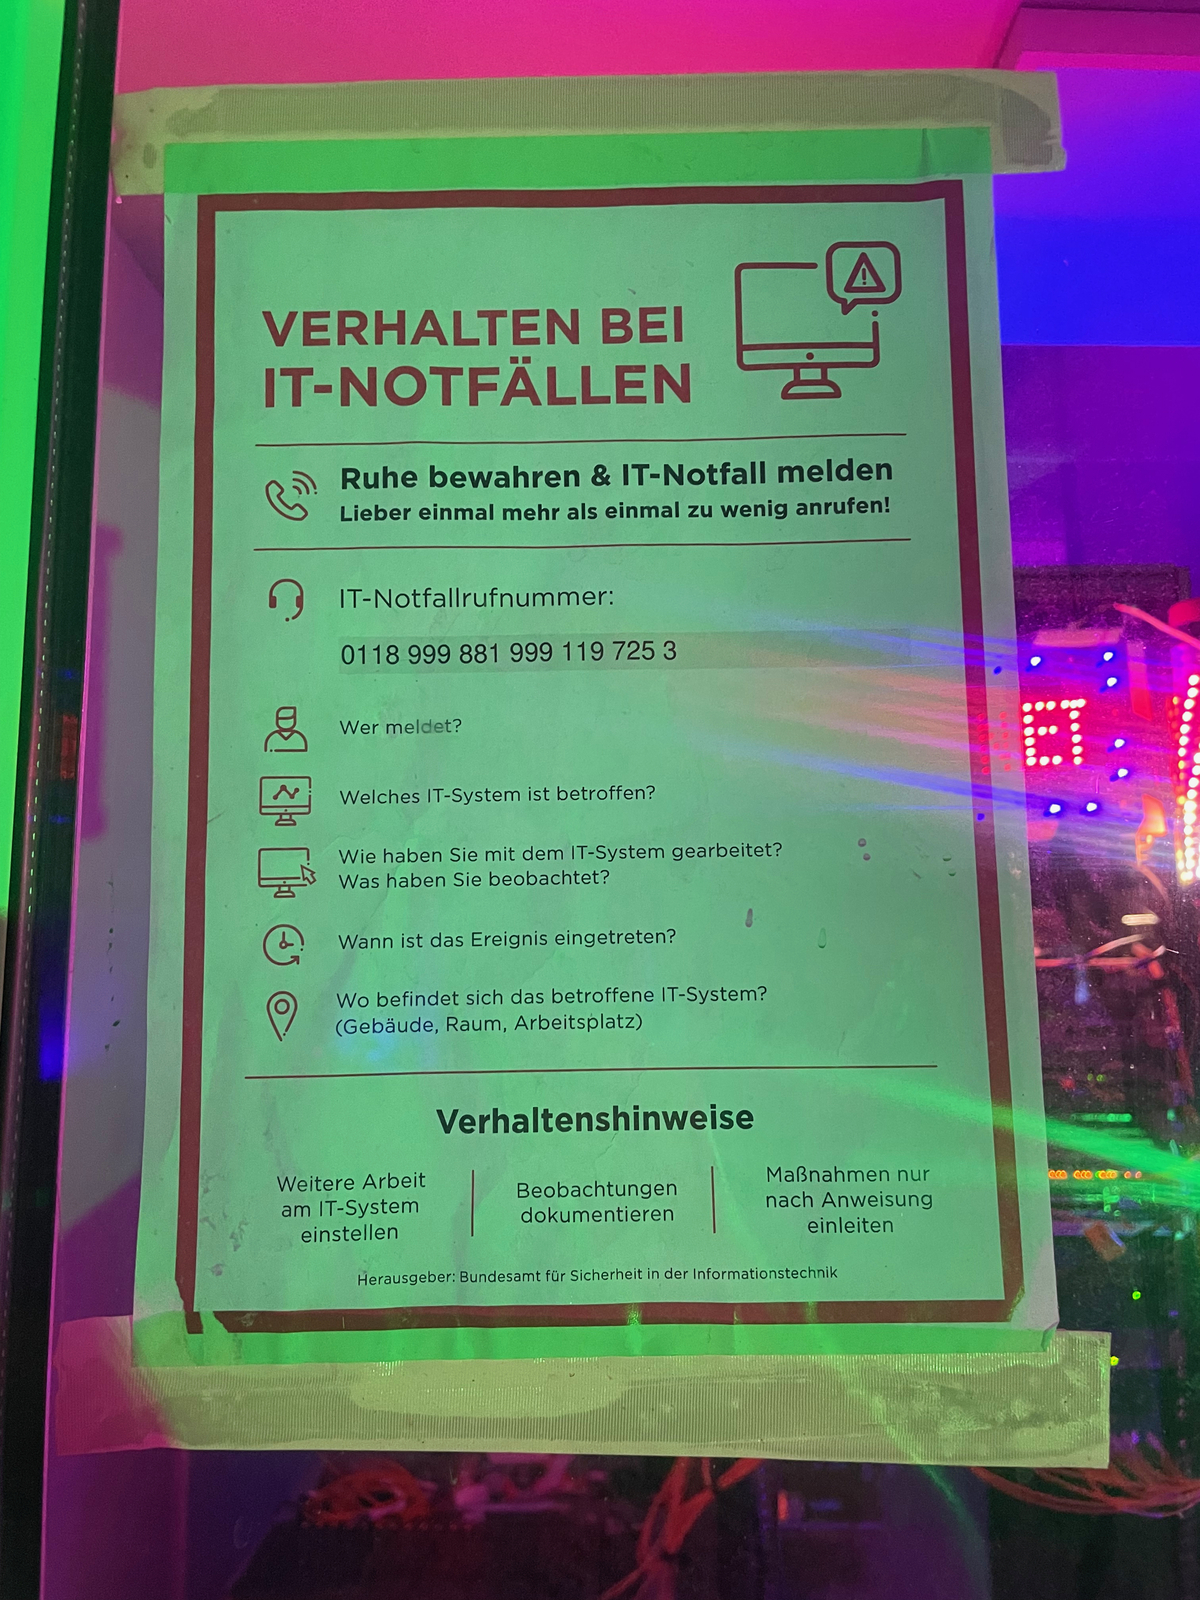 VERHALTEN BEI
IT-NOTFÄLLEN
Ruhe bewahren & IT-Notfall melden
Lieber einmal mehr als einmal zu wenig anrufen!
IT-Notfallrufnummer:
0118 999 881 999 119 725 3
Wer meldet?
Welches IT-System ist betroffen?
Wie haben Sie mit dem IT-System gearbeitet?
Was haben Sie beobachtet?
Wann ist das Ereignis eingetreten?
Wo befindet sich das betroffene IT-System?
(Gebäude, Raum, Arbeitsplatz)
Verhaltenshinweise
Weitere Arbeit
am IT-System
einstellen
Beobachtungen
dokumentieren
Maßnahmen nur
nach Anweisung
einleiten
Herausgeber: Bundesamt für Sicherheit in der Informationstechnik
ET